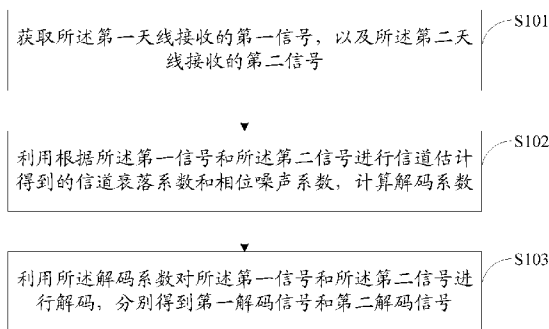 获取所述第一天线接收的第一信号，以及所述第二天
线接收的第二信号
S101
利用根据所述第一信号和所述第二信号进行信道估计
得到的信道衰落系数和相位噪声系数，计算解码系数
S102
利用所述解码系数对所述第一信号和所述第二信号进
行解码，分别得到第一解码信号和第二解码信号
S103